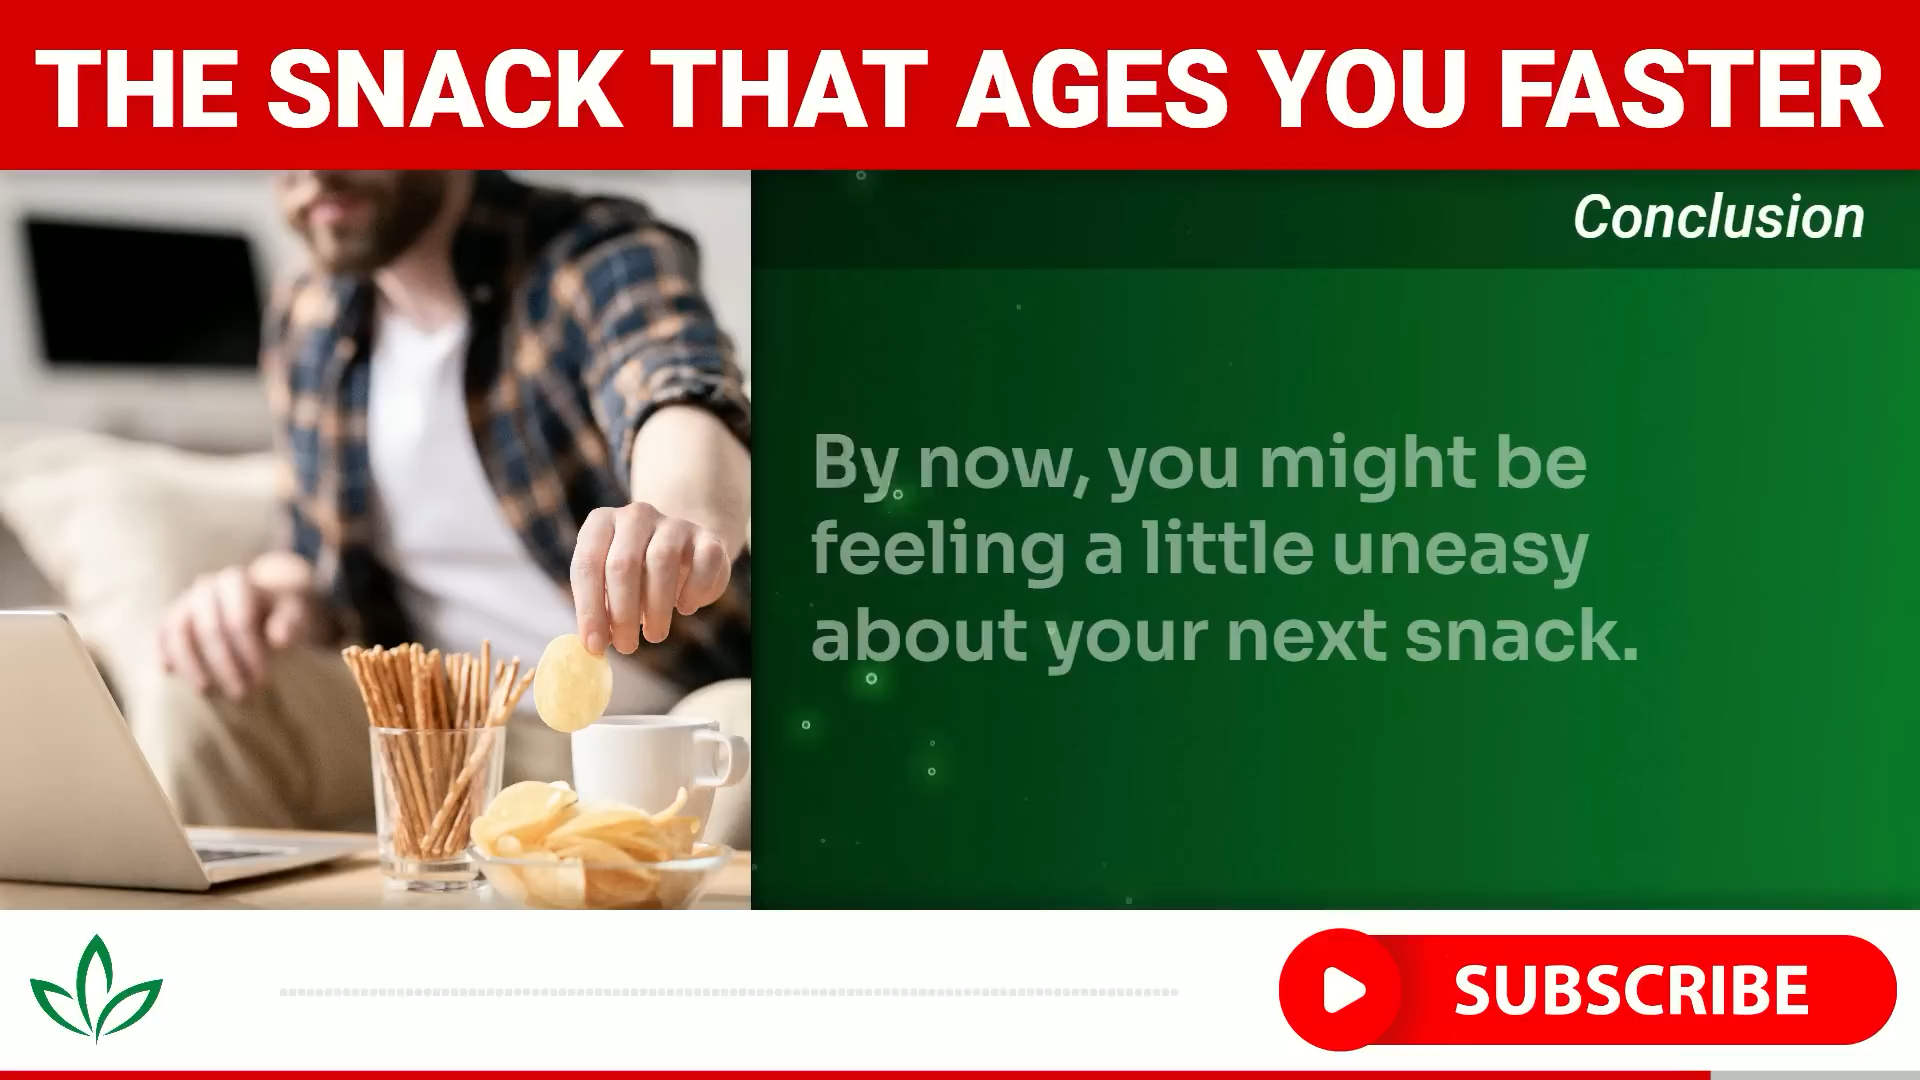 THE SNACK THAT AGES YOU FASTER
Conclusion
By now, you might be
feeling a little uneasy
about your next snack.
SUBSCRIBE